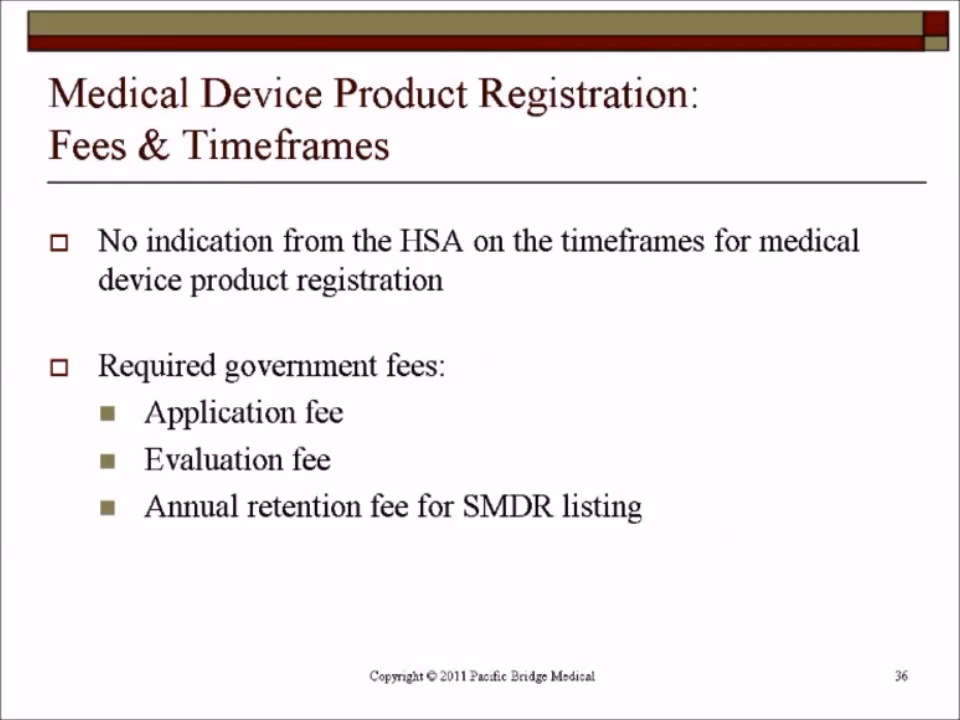 Medical Device Product Registration:
Fees & Timeframes
No indication from the HSA on the timeframes for medical
device product registration
Required government fees:
Application fee
Evaluation fee
Annual retention fee for SMDR listing
Copyright © 2011 Pacific Bridge Medical
36